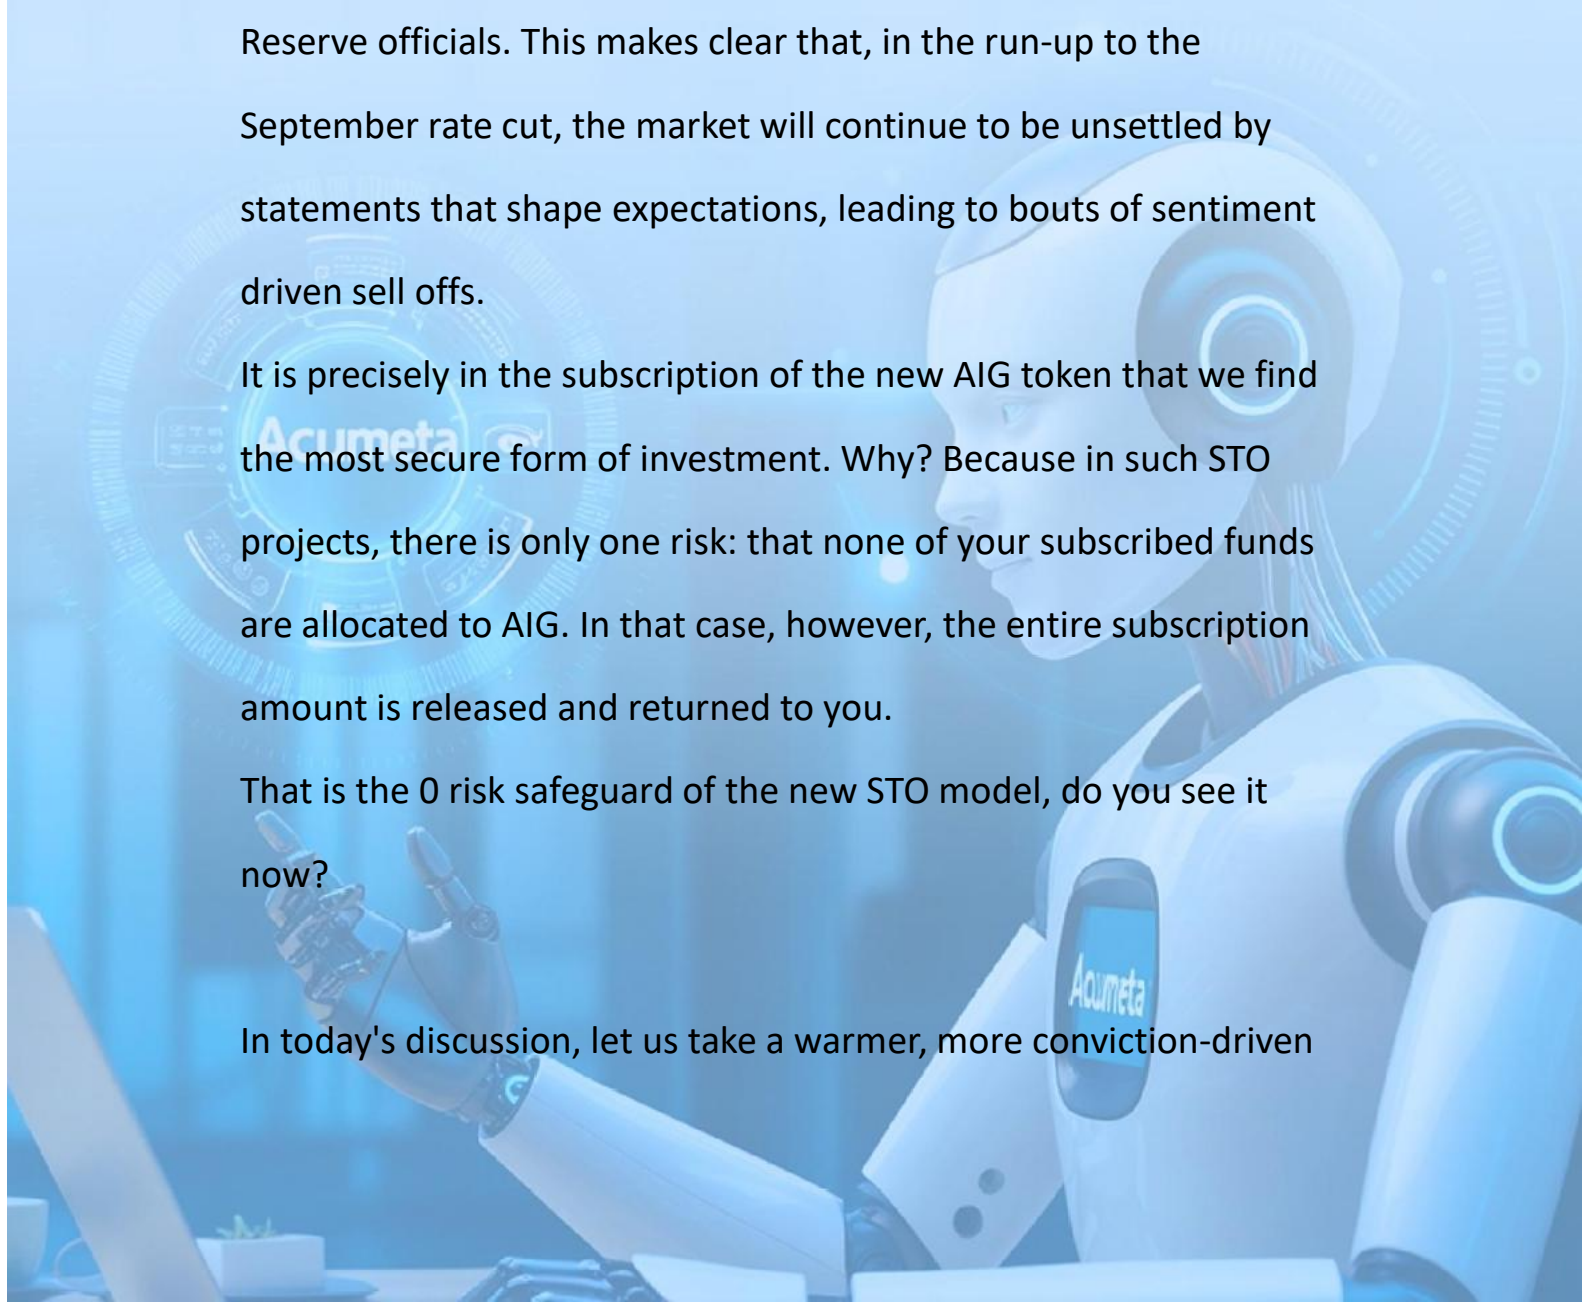 Reserve officials. This makes clear that, in the run-up to the
September rate cut, the market will continue to be unsettled by
statements that shape expectations, leading to bouts of sentiment
driven sell offs.
It is precisely in the subscription of the new AIG token that we find
Acumeta
the most secure form of investment. Why? Because in such STO
projects, there is only one risk: that none of your subscribed funds
are allocated to AIG. In that case, however, the entire subscription
amount is released and returned to you.
That is the 0 risk safeguard of the new STO model, do you see it
now?
Acumeta
In today's discussion, let us take a warmer, more conviction-driven